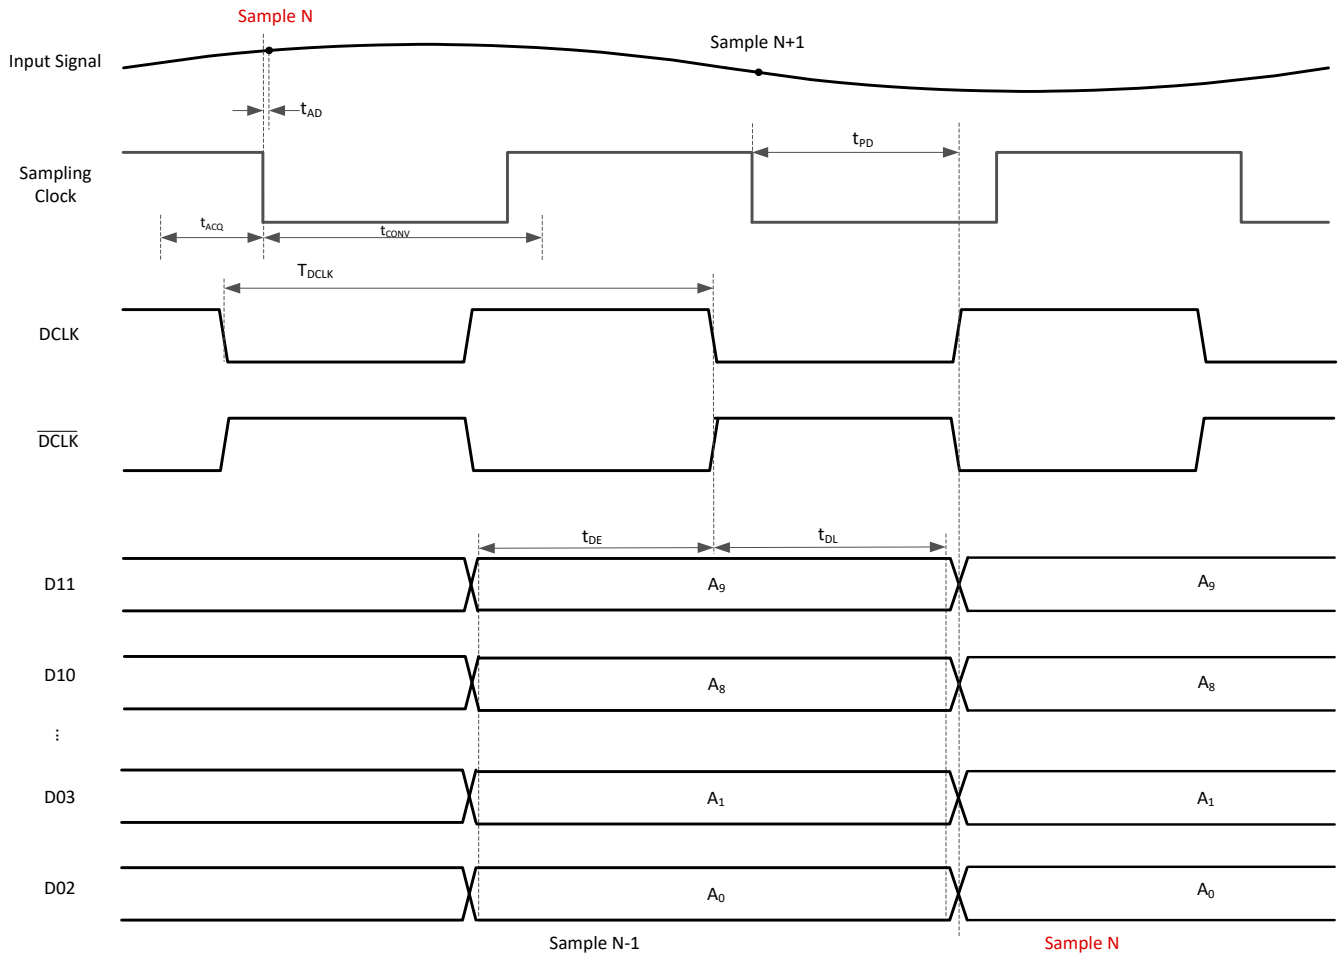 Sample N
Input Signal
Sample N+1
tAD
tPD
Sampling
Clock
tACQ
tCONV
TDCLK
DCLK
DCLK
tDE
tDL
D11
A9
A9
D10
A8
A8
...
D03
A1
A1
D02
A0
A0
Sample N-1
Sample N